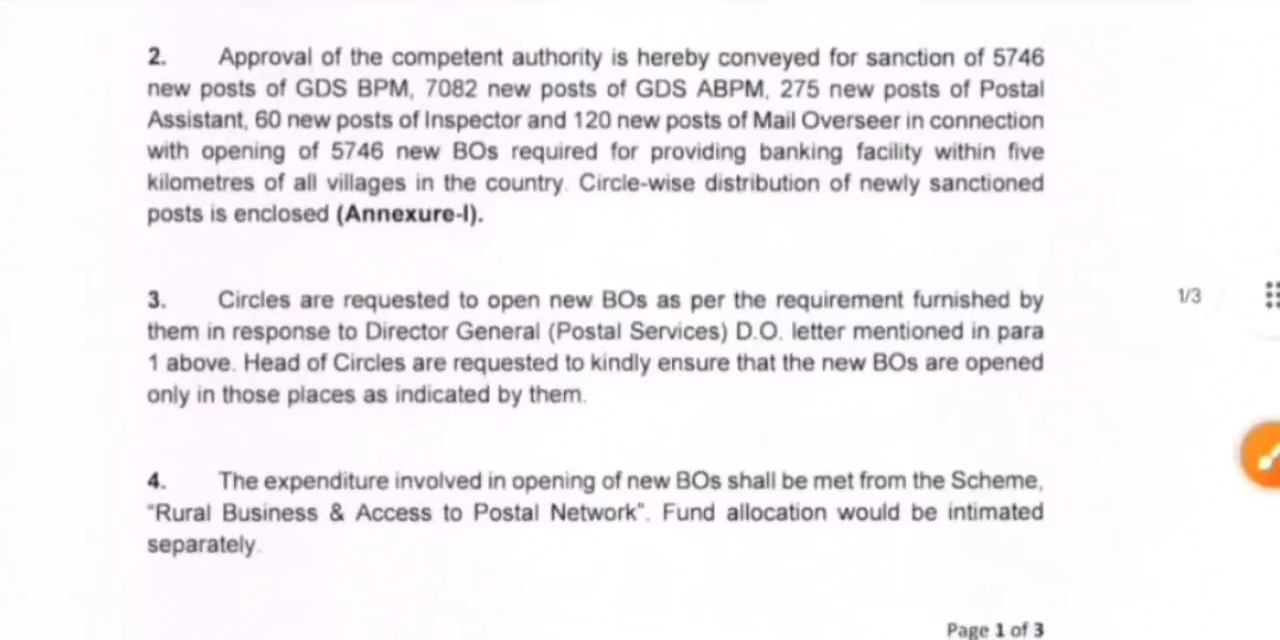 2. Approval of the competent authority is hereby conveyed for sanction of 5746
new posts of GDS BPM, 7082 new posts of GDS ABPM, 275 new posts of Postal
Assistant, 60 new posts of Inspector and 120 new posts of Mail Overseer in connection
with opening of 5746 new BOs required for providing banking facility within five
kilometres of all villages in the country. Circle-wise distribution of newly sanctioned
posts is enclosed (Annexure-I).
3. Circles are requested to open new BOs as per the requirement furnished by
them in response to Director General (Postal Services) D.O. letter mentioned in para
1 above. Head of Circles are requested to kindly ensure that the new BOs are opened
only in those places as indicated by them.
1/3
4. The expenditure involved in opening of new BOs shall be met from the Scheme,
"Rural Business & Access to Postal Network". Fund allocation would be intimated
separately.
Page 1 of 3